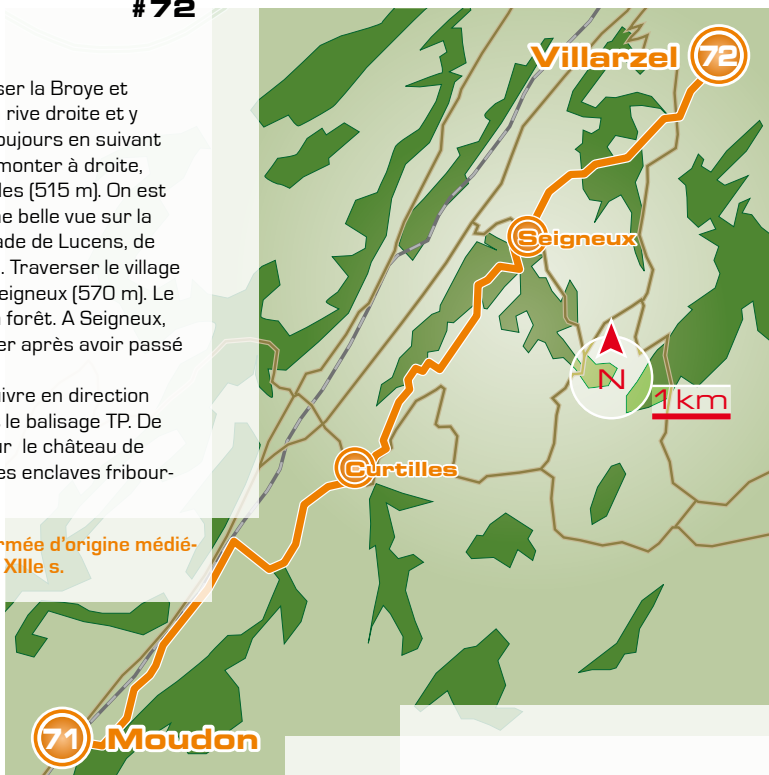 #72
ser la Broye et
rive droite et y
oujours en suivant
monter à droite,
les (515 m). On est
ne belle vue sur la
ade de Lucens, de
. Traverser le village
eigneux (570 m). Le
forêt. A Seigneux,
er après avoir passé
uivre en direction
le balisage TP. De
ur le château de
es enclaves fribour-
rmée d'origine médié-
XIIIe s.
Villarzel 72
Seigneux
N
1 km
Curtilles
71 Moudon